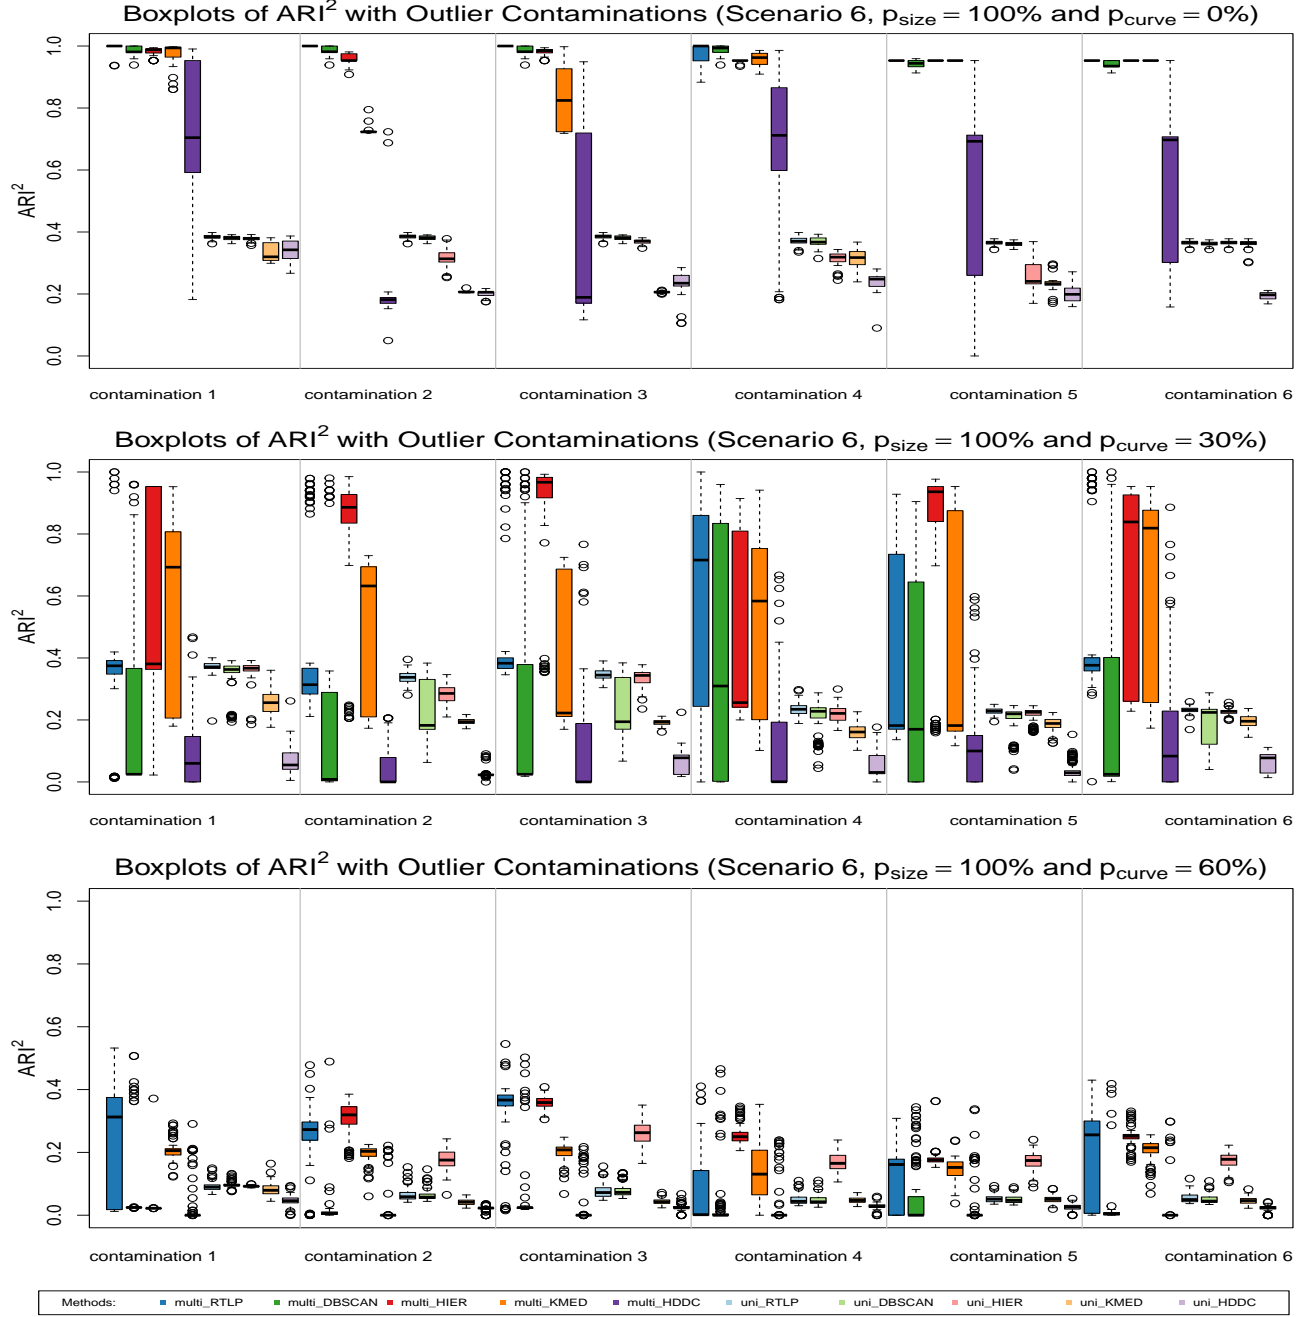 Boxplots of ARI² with Outlier Contaminations (Scenario 6, p_size = 100% and p_curve = 0%)
ARI²
1.0
0.8
0.6
0.4
0.2
0.0
contamination 1 contamination 2 contamination 3 contamination 4 contamination 5 contamination 6
Boxplots of ARI² with Outlier Contaminations (Scenario 6, p_size = 100% and p_curve = 30%)
ARI²
1.0
0.8
0.6
0.4
0.2
0.0
contamination 1 contamination 2 contamination 3 contamination 4 contamination 5 contamination 6
Boxplots of ARI² with Outlier Contaminations (Scenario 6, p_size = 100% and p_curve = 60%)
ARI²
1.0
0.8
0.6
0.4
0.2
0.0
contamination 1 contamination 2 contamination 3 contamination 4 contamination 5 contamination 6
Methods: multi_RTLP multi_DBSCAN multi_HIER multi_KMED multi_HDDC uni_RTLP uni_DBSCAN uni_HIER uni_KMED uni_HDDC